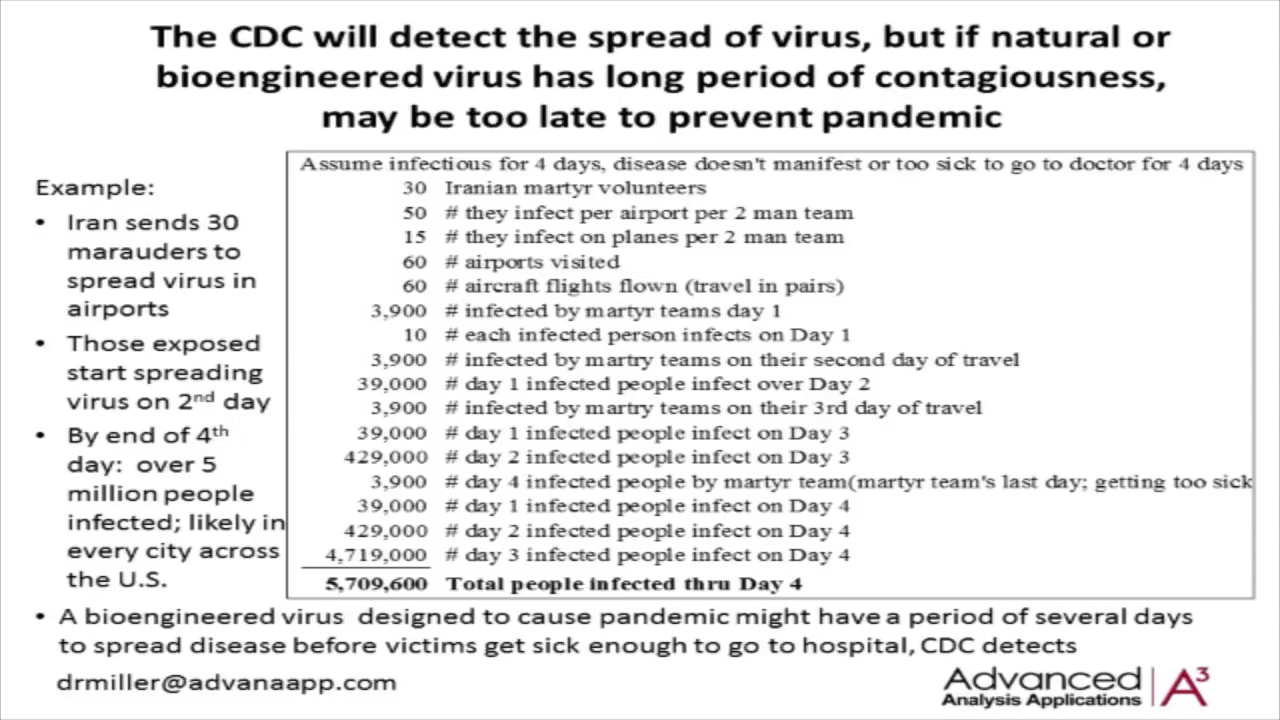 The CDC will detect the spread of virus, but if natural or
bioengineered virus has long period of contagiousness,
may be too late to prevent pandemic
Example:
• Iran sends 30
marauders to
spread virus in
airports
• Those exposed
start spreading
virus on 2nd day
• By end of 4th
day: over 5
million people
infected; likely in
every city across
the U.S.
Assume infectious for 4 days, disease doesn't manifest or too sick to go to doctor for 4 days
30 Iranian martyr volunteers
50 # they infect per airport per 2 man team
15 # they infect on planes per 2 man team
60 # airports visited
60 # aircraft flights flown (travel in pairs)
3,900 # infected by martyr teams day 1
10 # each infected person infects on Day 1
3,900 # infected by martry teams on their second day of travel
39,000 # day 1 infected people infect over Day 2
3,900 # infected by martry teams on their 3rd day of travel
39,000 # day 1 infected people infect on Day 3
429,000 # day 2 infected people infect on Day 3
3,900 # day 4 infected people by martyr team(martyr team's last day; getting too sick
39,000 # day 1 infected people infect on Day 4
429,000 # day 2 infected people infect on Day 4
4,719,000 # day 3 infected people infect on Day 4
5,709,600 Total people infected thru Day 4
• A bioengineered virus designed to cause pandemic might have a period of several days
to spread disease before victims get sick enough to go to hospital, CDC detects
drmiller@advanaapp.com
Advanced
Analysis Applications
A3